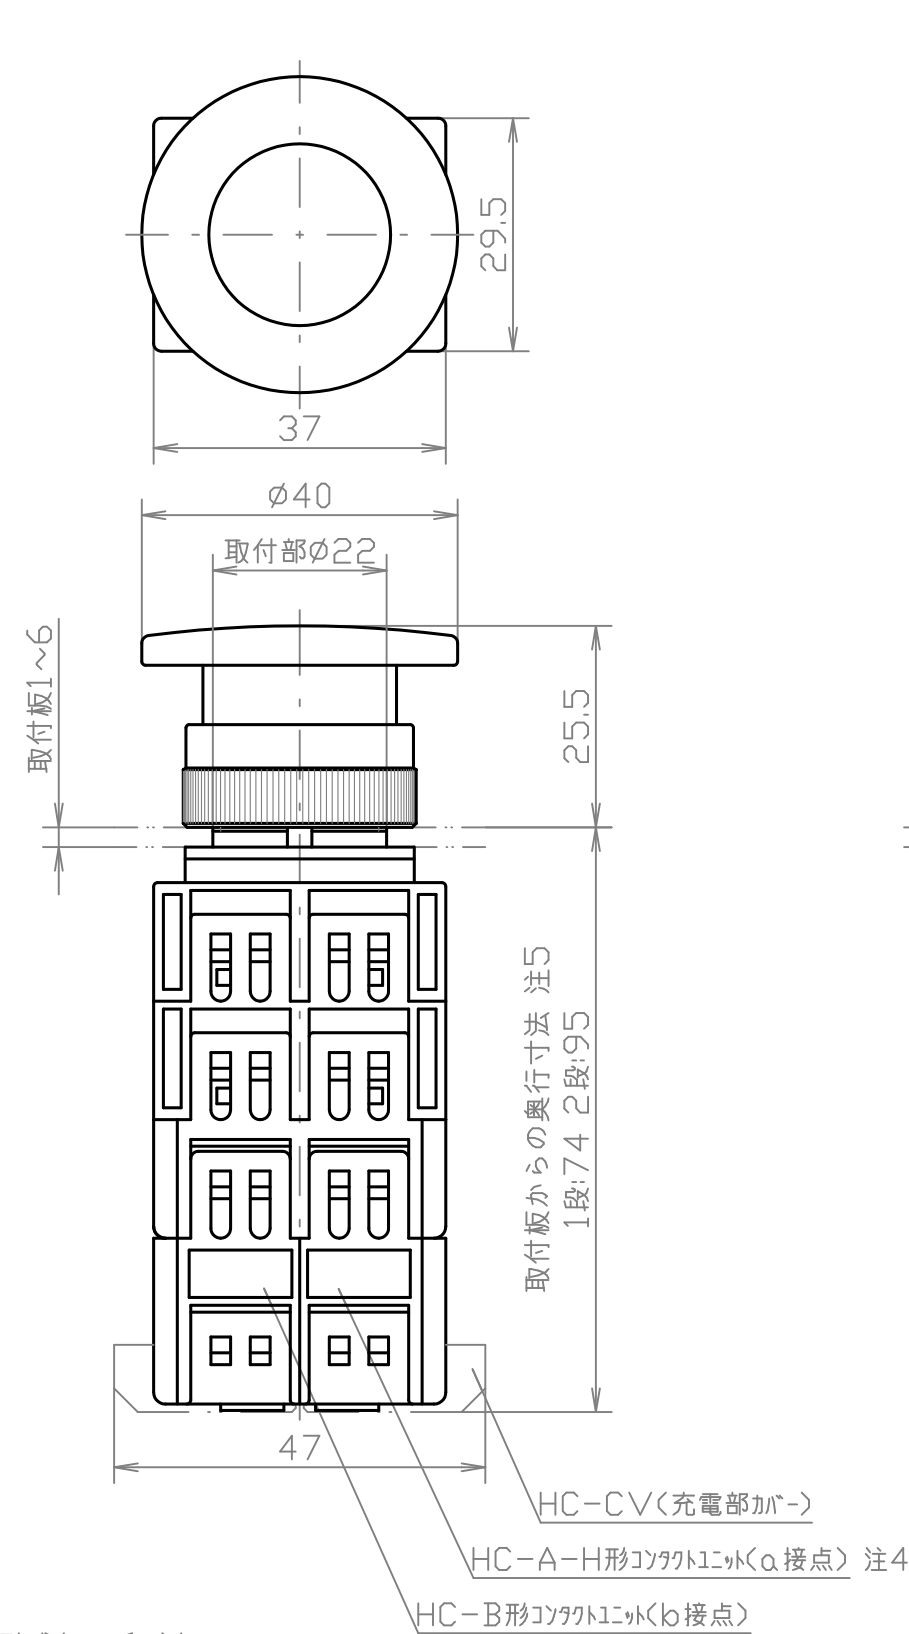 29.5
37
ø40
取付部ø22
取付板1~6
25.5
取付板からの奥行寸法 注5
1段:74 2段:95
47
HC-CV(充電部ｶﾊﾞｰ)
HC-A-H形ｺﾝﾀｸﾄﾕﾆｯﾄ(a接点) 注4
HC-B形ｺﾝﾀｸﾄﾕﾆｯﾄ(b接点)